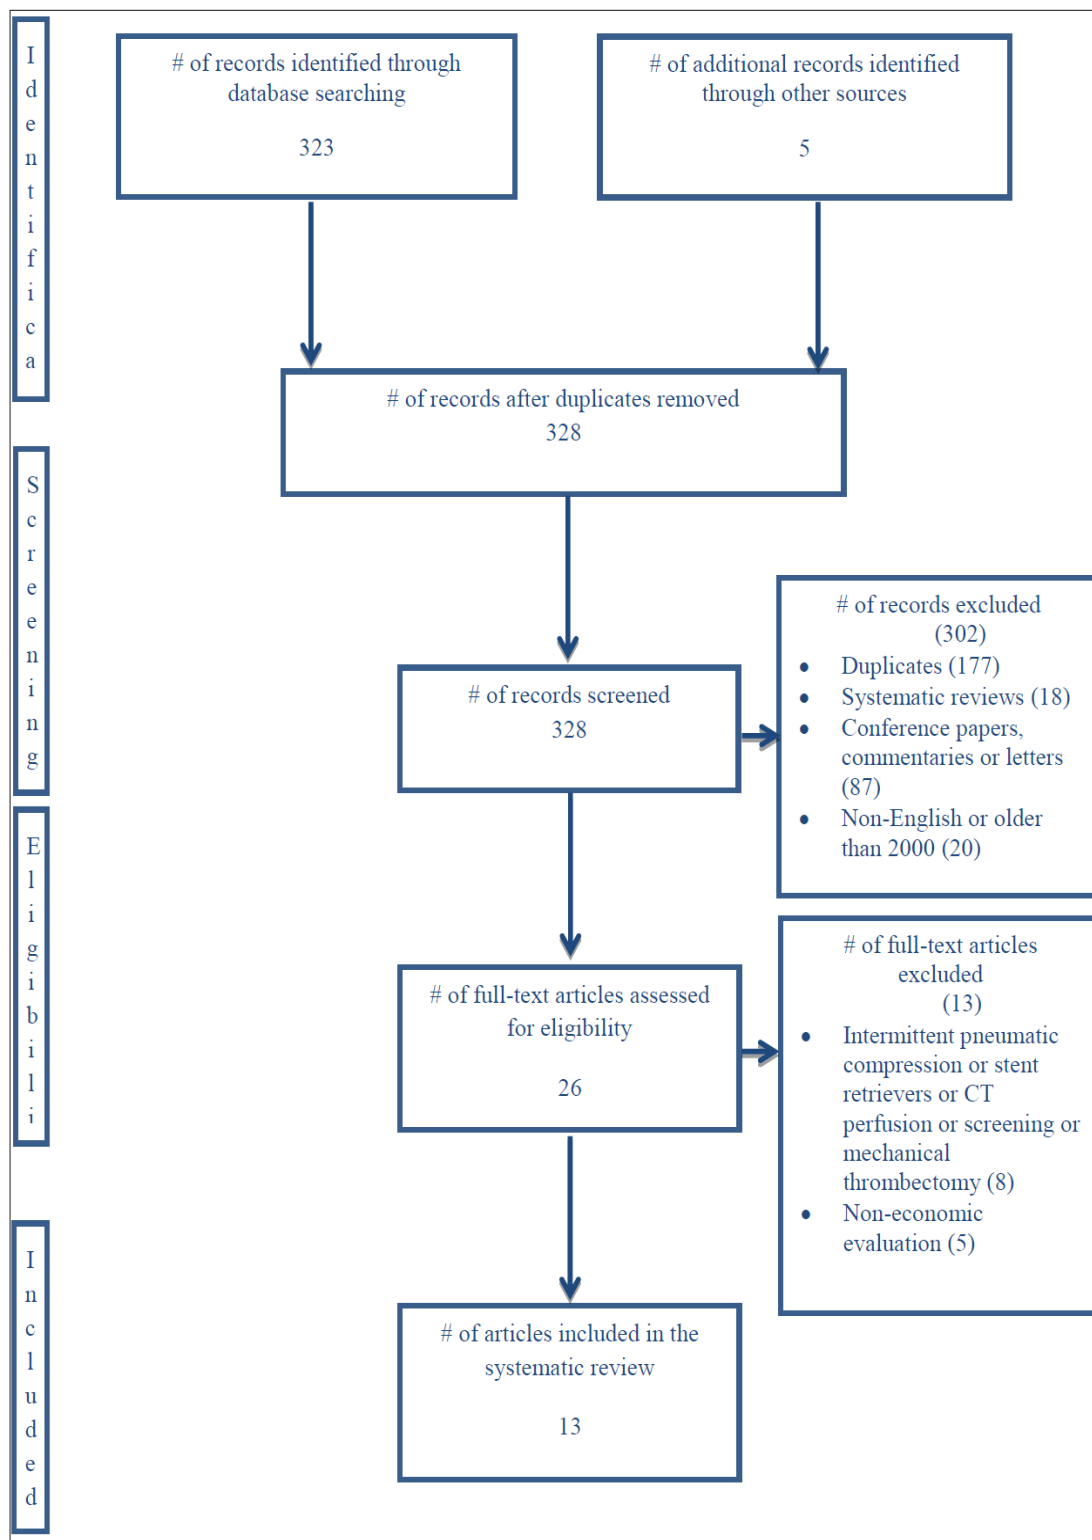 Identifica
# of records identified through
database searching
323
# of additional records identified
through other sources
5
# of records after duplicates removed
328
Screening
# of records screened
328
# of records excluded
(302)
• Duplicates (177)
• Systematic reviews (18)
• Conference papers,
commentaries or letters
(87)
• Non-English or older
than 2000 (20)
Eligibili
# of full-text articles assessed
for eligibility
26
# of full-text articles
excluded
(13)
• Intermittent pneumatic
compression or stent
retrievers or CT
perfusion or screening or
mechanical
thrombectomy (8)
• Non-economic
evaluation (5)
Included
# of articles included in the
systematic review
13